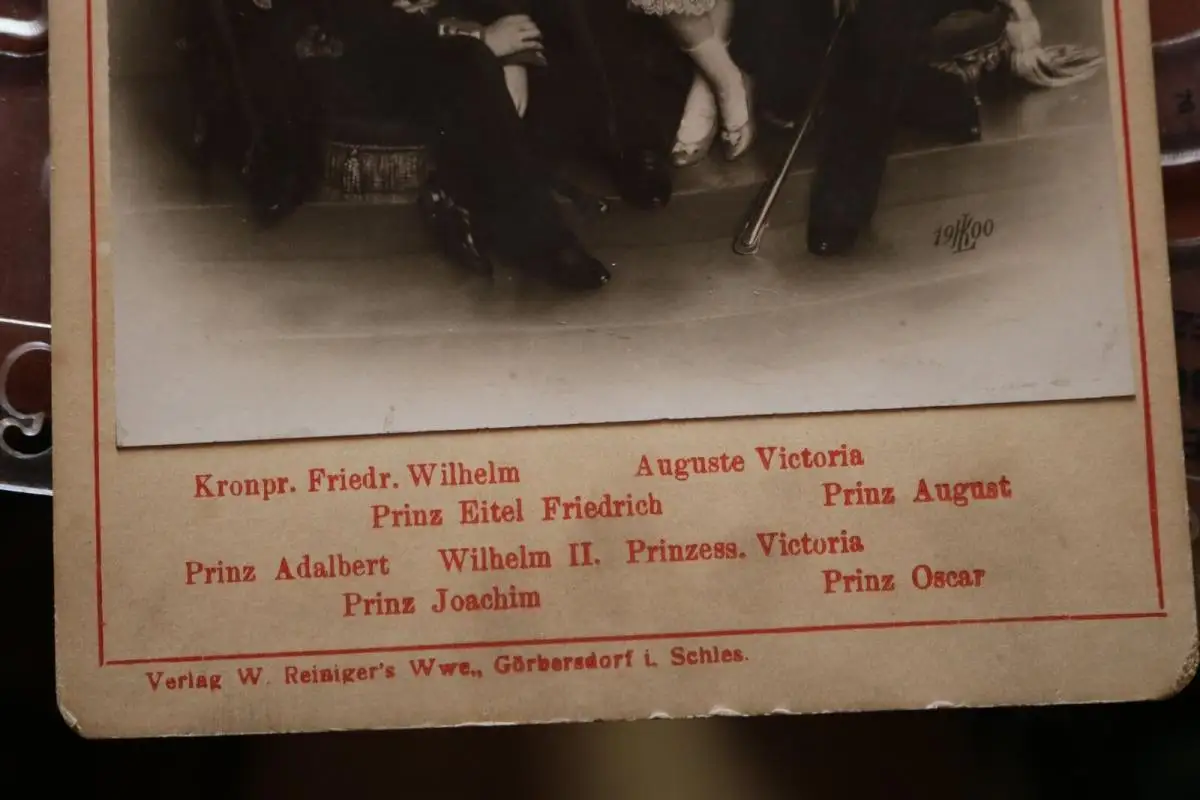 1900
Kronpr. Friedr. Wilhelm Auguste Victoria
Prinz Eitel Friedrich Prinz August
Prinz Adalbert Wilhelm II. Prinzess. Victoria
Prinz Joachim Prinz Oscar
Verlag W. Reiniger's Wwe., Görbersdorf i. Schles.